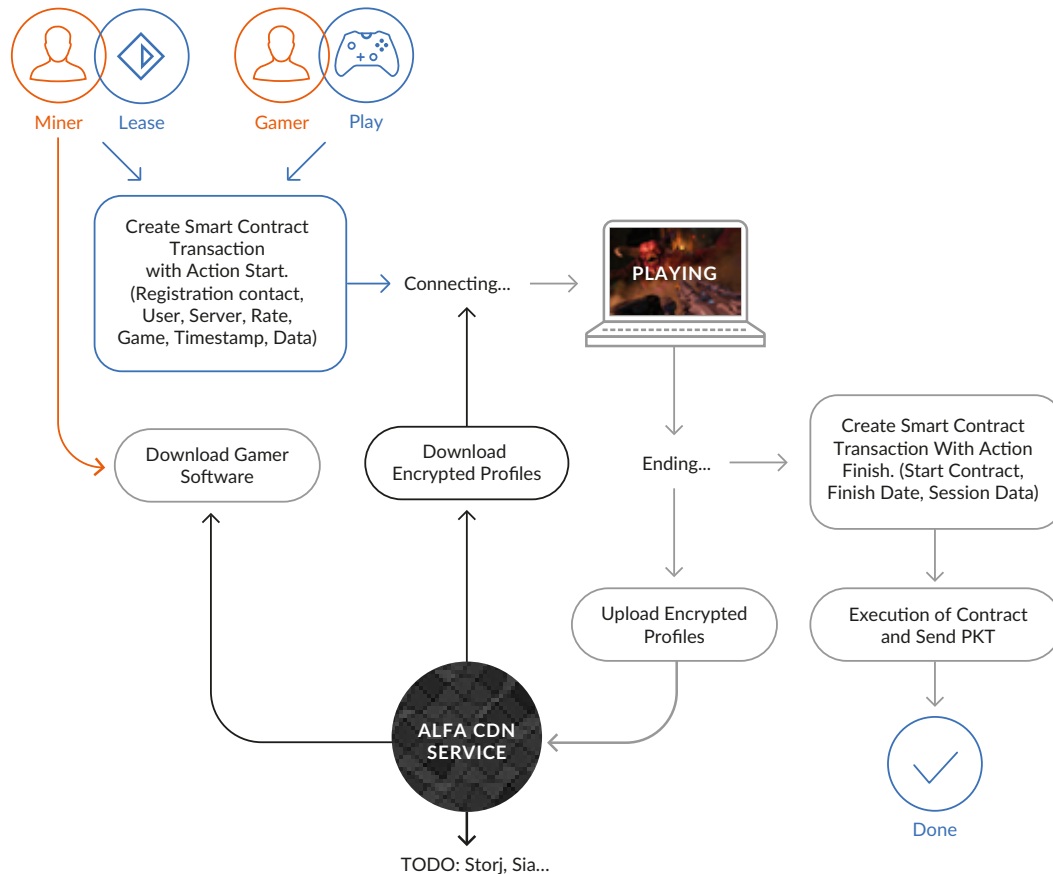 Miner
Lease
Gamer
Play
Create Smart Contract
Transaction
with Action Start.
(Registration contact,
User, Server, Rate,
Game, Timestamp, Data)
Connecting...
PLAYING
Download Gamer
Software
Download
Encrypted Profiles
Ending...
Create Smart Contract
Transaction With Action
Finish. (Start Contract,
Finish Date, Session Data)
Upload Encrypted
Profiles
Execution of Contract
and Send PKT
ALFA CDN
SERVICE
Done
TODO: Storj, Sia...